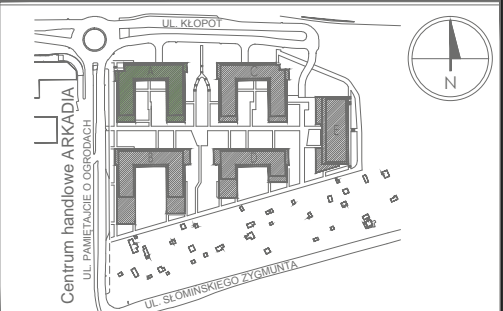 UL. KŁOPOT
N
A
C
E
B
D
Centrum handlowe ARKADIA
UL. PAMIĘTAJCIE O OGRODACH
UL. SŁOMIŃSKIEGO ZYGMUNTA